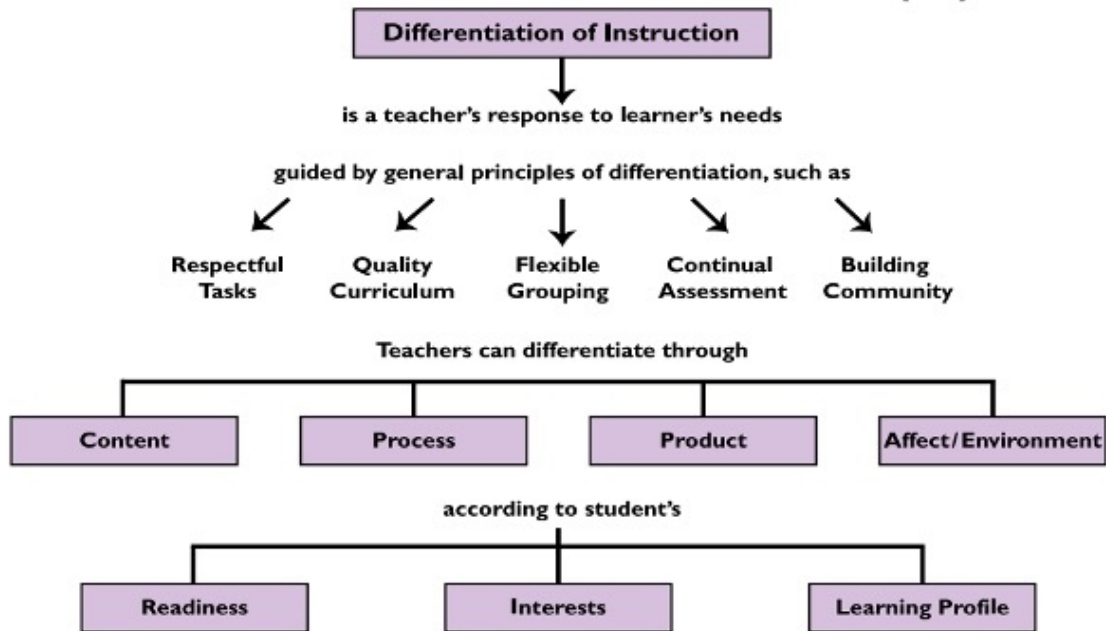 Differentiation of Instruction
is a teacher's response to learner's needs
guided by general principles of differentiation, such as
Respectful
Tasks
Quality
Curriculum
Flexible
Grouping
Continual
Assessment
Building
Community
Teachers can differentiate through
Content
Process
Product
Affect/Environment
according to student's
Readiness
Interests
Learning Profile